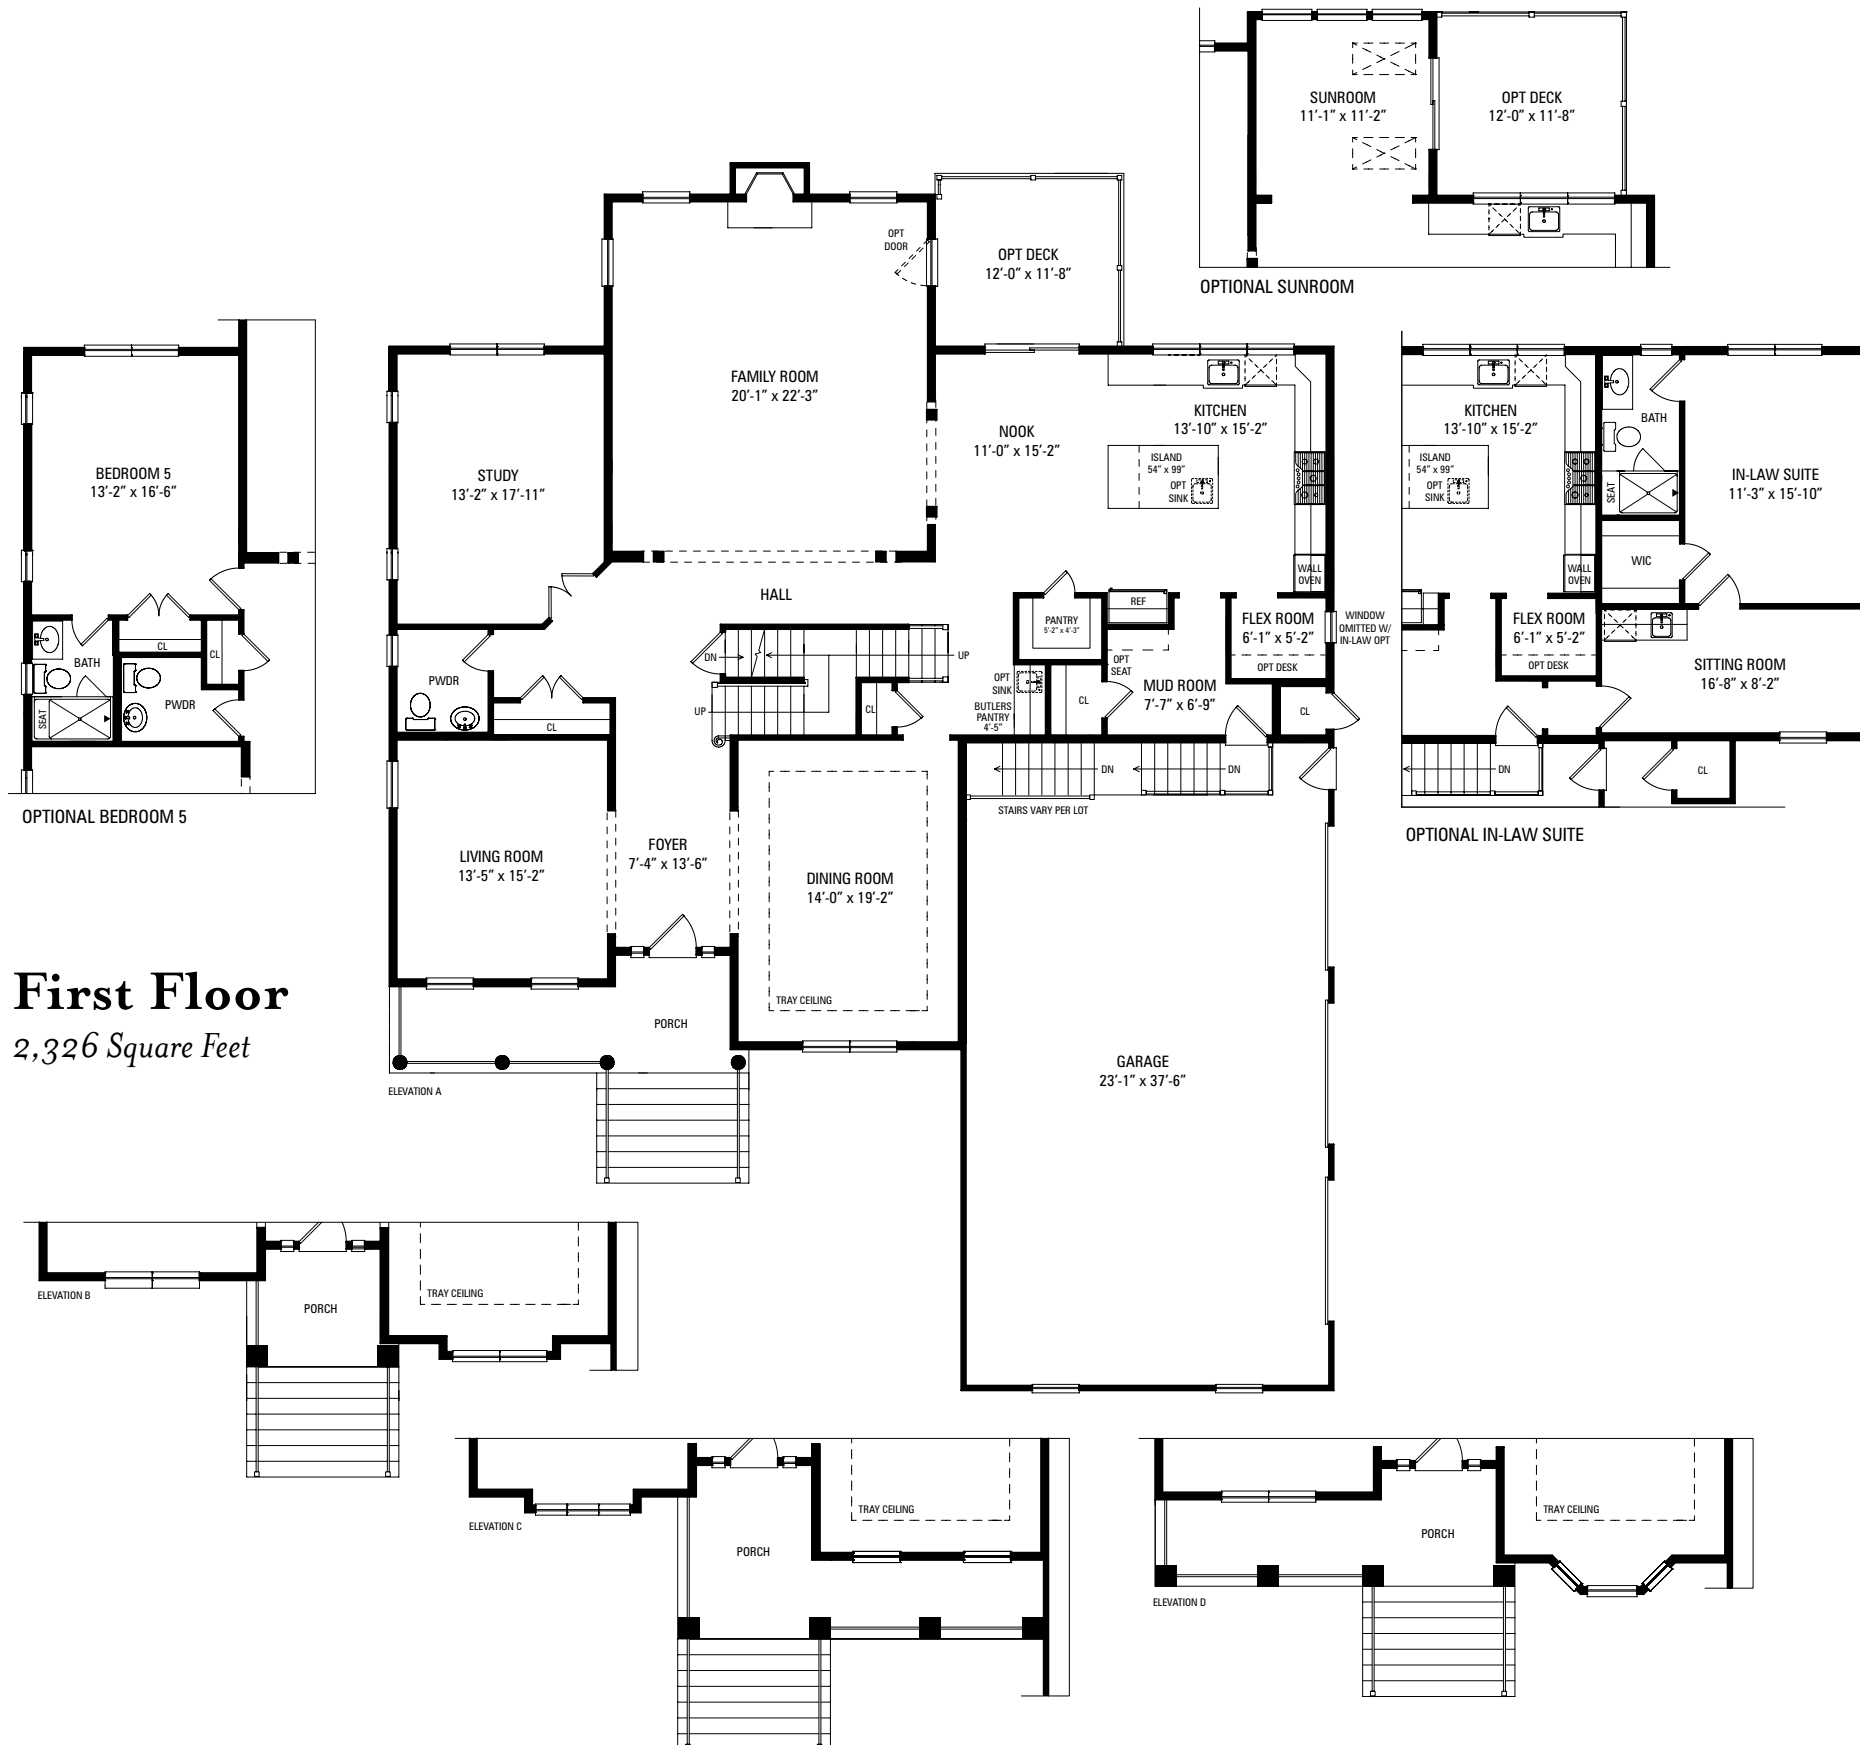 SUNROOM
11'-1" x 11'-2"
OPT DECK
12'-0" x 11'-8"
OPTIONAL SUNROOM
OPT
DOOR
OPT DECK
12'-0" x 11'-8"
FAMILY ROOM
20'-1" x 22'-3"
STUDY
13'-2" x 17'-11"
NOOK
11'-0" x 15'-2"
KITCHEN
13'-10" x 15'-2"
ISLAND
54" x 99"
OPT
SINK
WALL
OVEN
HALL
REF
PANTRY
5'-2" x 4'-3"
FLEX ROOM
6'-1" x 5'-2"
OPT DESK
WINDOW
OMITTED W/
IN-LAW OPT
DN
UP
UP
CL
PWDR
CL
OPT
SINK
BUTLERS
PANTRY
4'-5"
OPT
SEAT
CL
MUD ROOM
7'-7" x 6'-9"
CL
DN
DN
STAIRS VARY PER LOT
LIVING ROOM
13'-5" x 15'-2"
FOYER
7'-4" x 13'-6"
DINING ROOM
14'-0" x 19'-2"
TRAY CEILING
PORCH
ELEVATION A
GARAGE
23'-1" x 37'-6"
BEDROOM 5
13'-2" x 16'-6"
BATH
CL
CL
SEAT
PWDR
OPTIONAL BEDROOM 5
KITCHEN
13'-10" x 15'-2"
ISLAND
54" x 99"
OPT
SINK
WALL
OVEN
BATH
SEAT
IN-LAW SUITE
11'-3" x 15'-10"
WIC
FLEX ROOM
6'-1" x 5'-2"
OPT DESK
SITTING ROOM
16'-8" x 8'-2"
DN
CL
OPTIONAL IN-LAW SUITE
First Floor
2,326 Square Feet
ELEVATION B
PORCH
TRAY CEILING
ELEVATION C
PORCH
TRAY CEILING
ELEVATION D
PORCH
TRAY CEILING